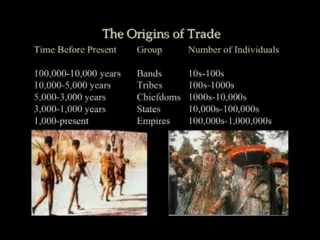 The Origins of Trade
Time Before Present Group Number of Individuals
100,000-10,000 years Bands 10s-100s
10,000-5,000 years Tribes 100s-1000s
5,000-3,000 years Chiefdoms 1000s-10,000s
3,000-1,000 years States 10,000s-100,000s
1,000-present Empires 100,000s-1,000,000s